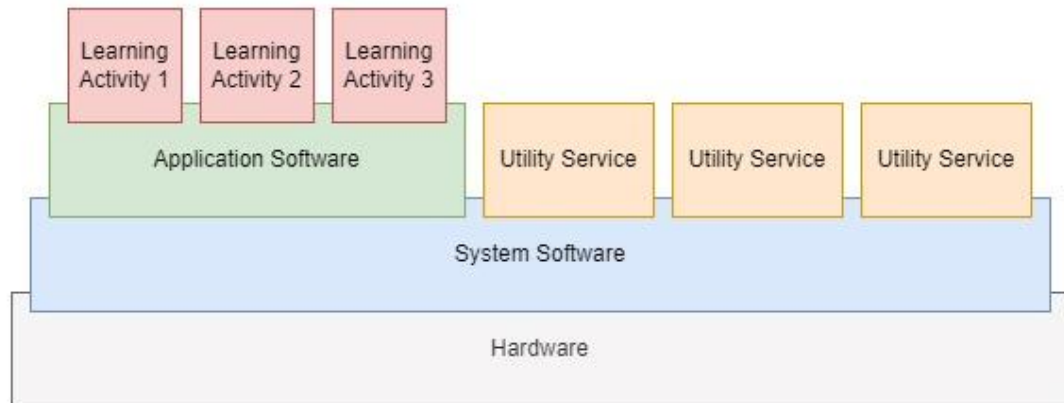 Learning
Activity 1
Learning
Activity 2
Learning
Activity 3
Application Software
Utility Service
Utility Service
Utility Service
System Software
Hardware